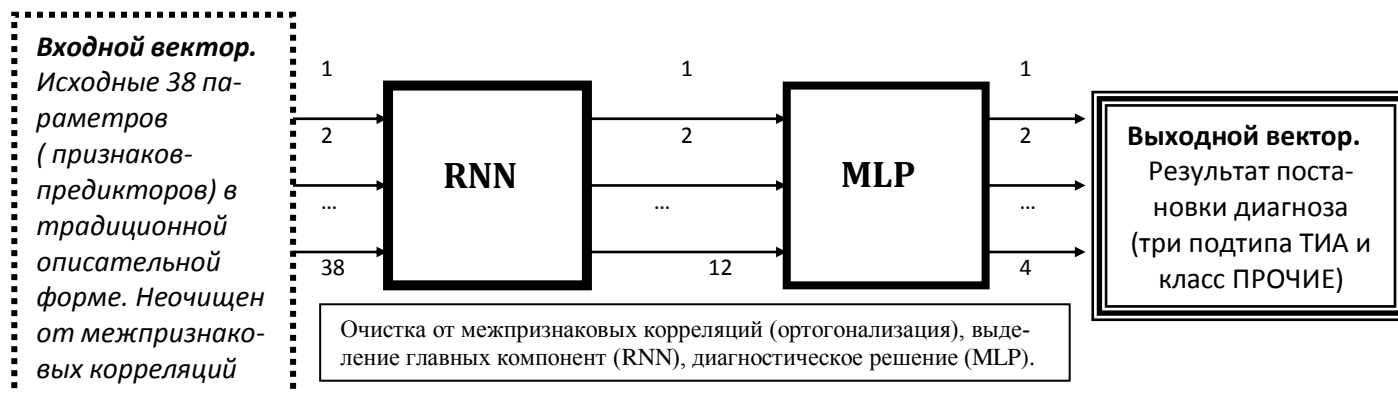 Входной вектор.
Исходные 38 па-
раметров
( признаков-
предикторов) в
традиционной
описательной
форме. Неочищен
от межпризнако-
вых корреляций
1
2
...
38
RNN
1
2
...
12
MLP
1
2
...
4
Выходной вектор.
Результат поста-
новки диагноза
(три подтипа ТИА и
класс ПРОЧИЕ)
Очистка от межпризнаковых корреляций (ортогонализация), выде-
ление главных компонент (RNN), диагностическое решение (MLP).